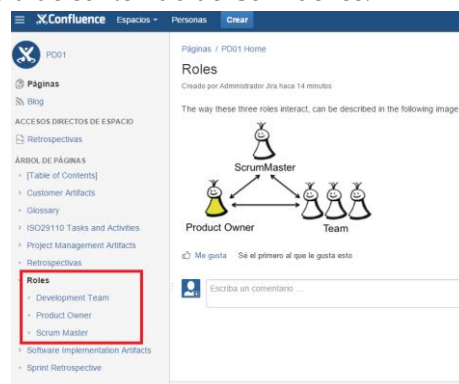 Confluence Espacios Personas Crear
PD01
Páginas
Blog
ACCESOS DIRECTOS DE ESPACIO
Retrospectivas
ÁRBOL DE PÁGINAS
[Table of Contents]
Customer Artifacts
Glossary
ISO29110 Tasks and Activities
Project Management Artifacts
Retrospectivas
Roles
Development Team
Product Owner
Scrum Master
Software Implementation Artifacts
Sprint Retrospective
Páginas / PD01 Home
Roles
Creado por Administrador Jira hace 14 minutos
The way these three roles interact, can be described in the following image
ScrumMaster
Product Owner
Team
Me gusta Sé el primero al que le gusta esto
Escriba un comentario ...